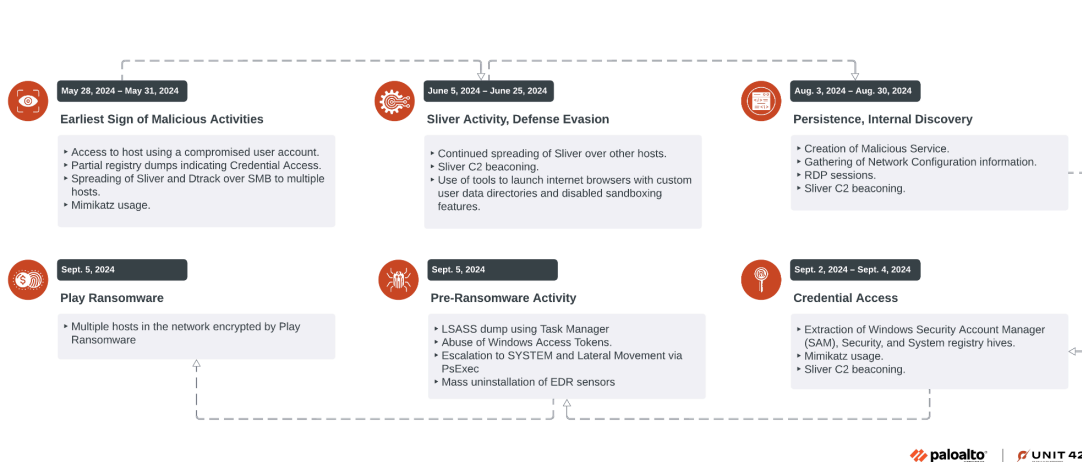 May 28, 2024 – May 31, 2024
Earliest Sign of Malicious Activities
‣ Access to host using a compromised user account.
‣ Partial registry dumps indicating Credential Access.
‣ Spreading of Sliver and Dtrack over SMB to multiple
hosts.
‣ Mimikatz usage.
June 5, 2024 – June 25, 2024
Sliver Activity, Defense Evasion
‣ Continued spreading of Sliver over other hosts.
‣ Sliver C2 beaconing.
‣ Use of tools to launch internet browsers with custom
user data directories and disabled sandboxing
features.
Aug. 3, 2024 – Aug. 30, 2024
Persistence, Internal Discovery
‣ Creation of Malicious Service.
‣ Gathering of Network Configuration information.
‣ RDP sessions.
‣ Sliver C2 beaconing.
Sept. 5, 2024
Play Ransomware
‣ Multiple hosts in the network encrypted by Play
Ransomware
Sept. 5, 2024
Pre-Ransomware Activity
‣ LSASS dump using Task Manager
‣ Abuse of Windows Access Tokens.
‣ Escalation to SYSTEM and Lateral Movement via
PsExec
‣ Mass uninstallation of EDR sensors
Sept. 2, 2024 – Sept. 4, 2024
Credential Access
‣ Extraction of Windows Security Account Manager
(SAM), Security, and System registry hives.
‣ Mimikatz usage.
‣ Sliver C2 beaconing.
paloalto
UNIT 42